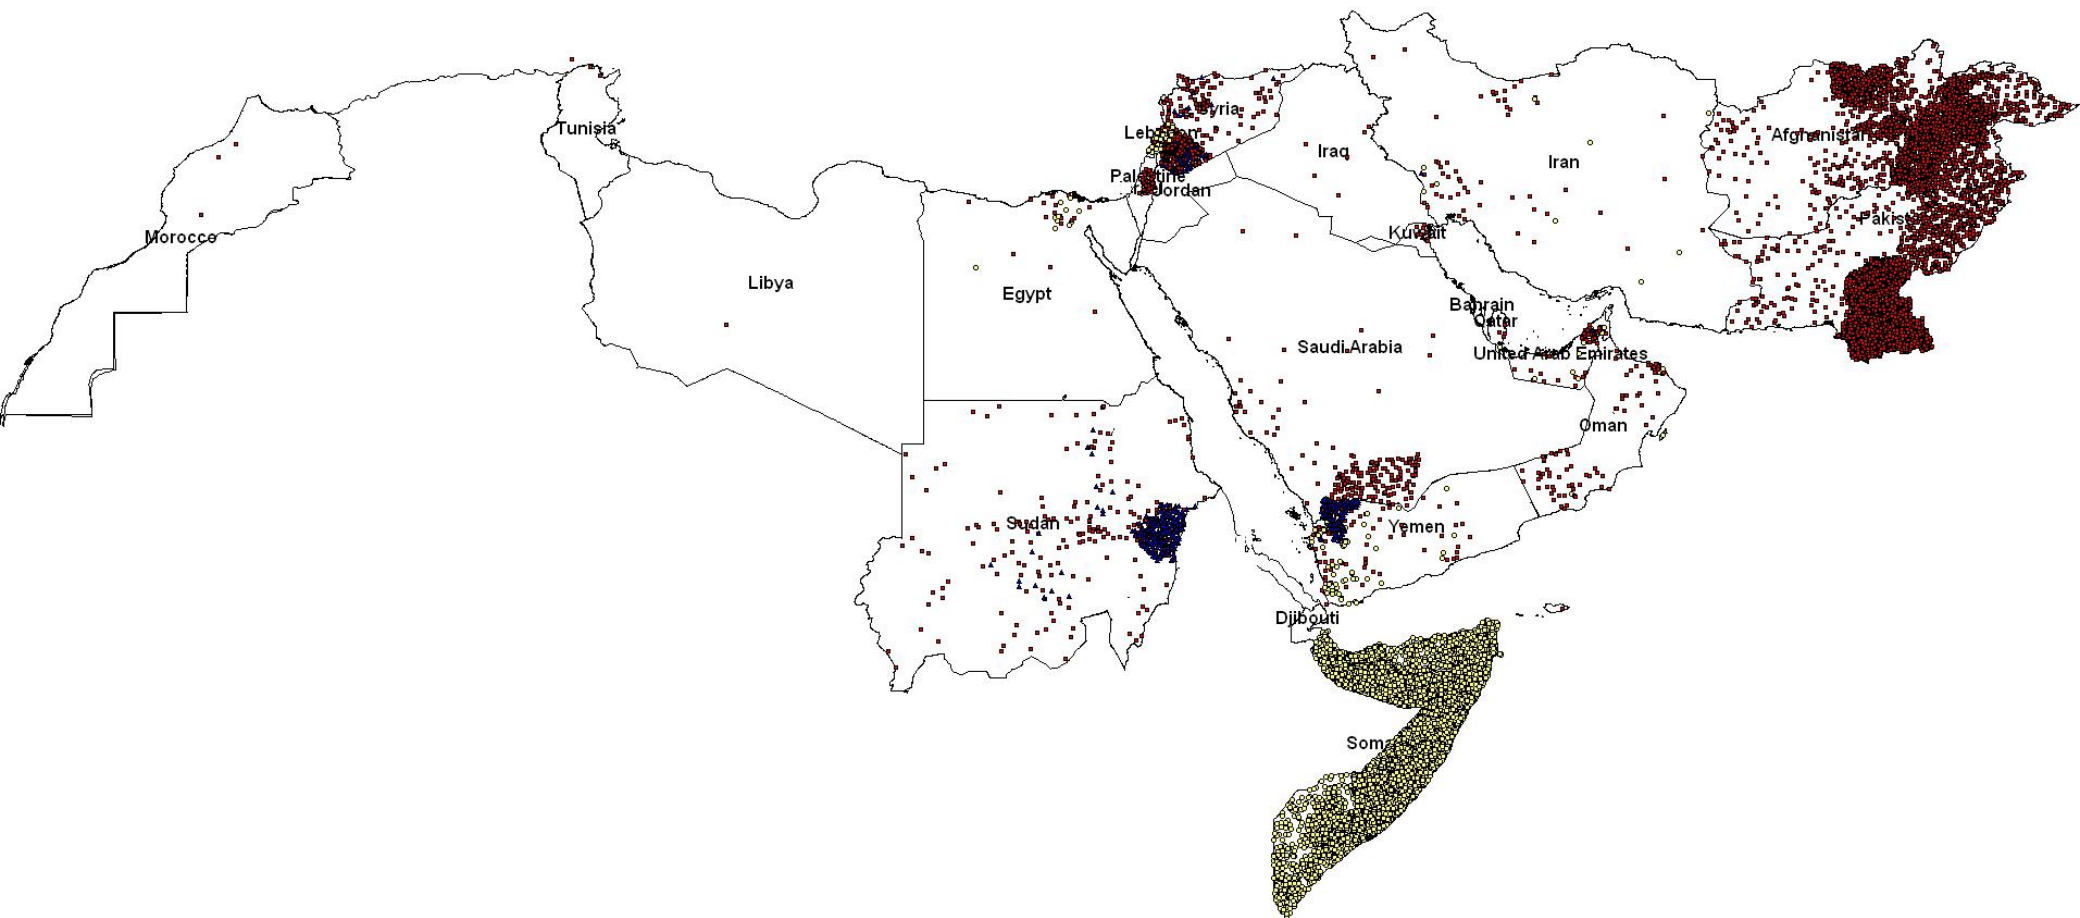 Tunisia
Syria
Lebanon
Afghanistan
Iraq
Iran
Palestine
Jordan
Pakist
Morocco
Kuwait
Libya
Egypt
Bahrain
Qatar
Saudi Arabia
United Arab Emirates
Oman
Sudan
Yemen
Djibouti
Soma